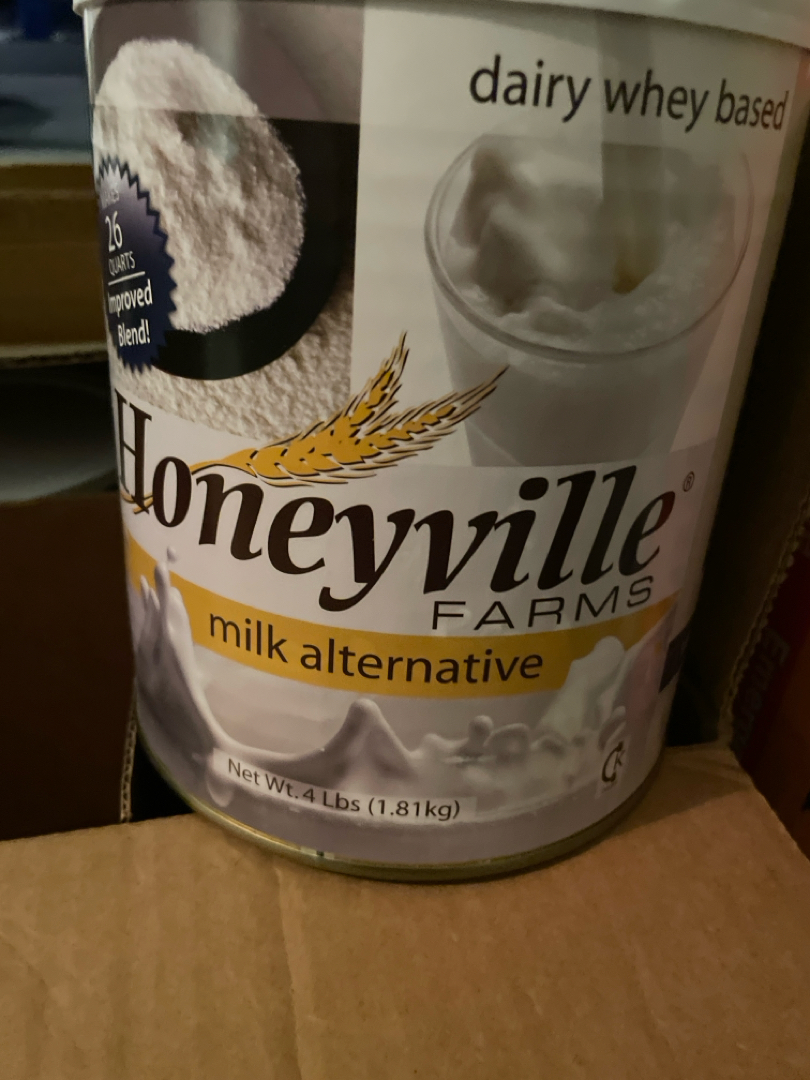 dairy whey based
26
QUARTS
Improved
Blend!
Honeyville®
FARMS
milk alternative
Net Wt. 4 Lbs (1.81kg)